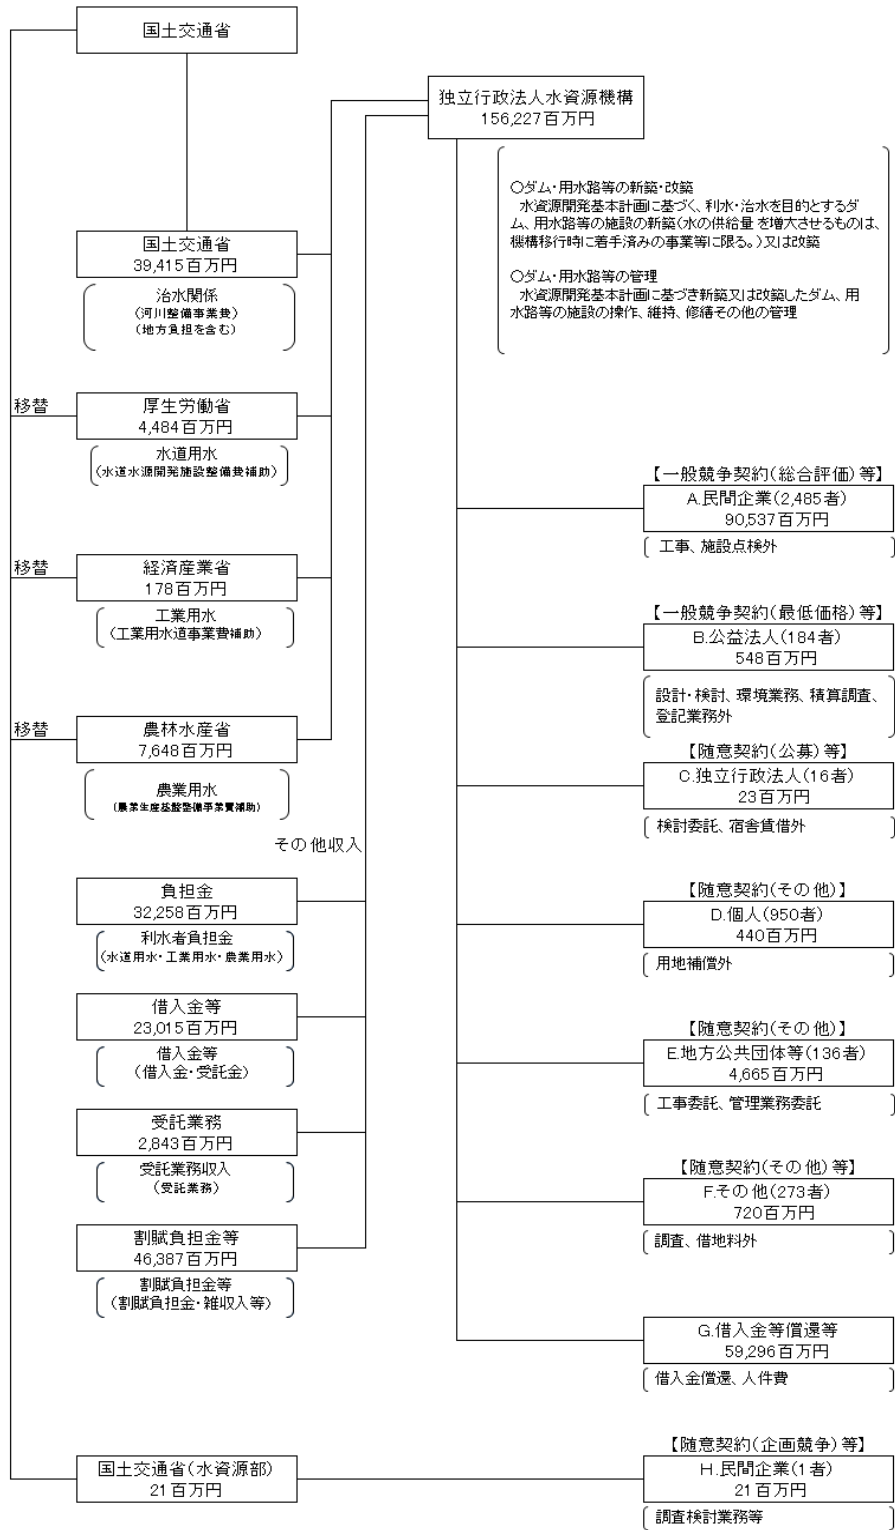 国土交通省
独立行政法人水資源機構
156,227百万円
○ダム・用水路等の新築・改築
水資源開発基本計画に基づく、利水・治水を目的とするダ
ム、用水路等の施設の新築(水の供給量を増大させるものは、
機構移行時に着手済みの事業等に限る。)又は改築
○ダム・用水路等の管理
水資源開発基本計画に基づき新築又は改築したダム、用
水路等の施設の操作、維持、修繕その他の管理
国土交通省
39,415百万円
治水関係
(河川整備事業費)
(地方負担を含む)
移替
厚生労働省
4,484百万円
水道用水
(水道水源開発施設整備費補助)
移替
経済産業省
178百万円
工業用水
(工業用水道事業費補助)
移替
農林水産省
7,648百万円
農業用水
(農業生産基盤整備事業費補助)
その他収入
負担金
32,258百万円
利水者負担金
(水道用水・工業用水・農業用水)
借入金等
23,015百万円
借入金等
(借入金・受託金)
受託業務
2,843百万円
受託業務収入
(受託業務)
割賦負担金等
46,387百万円
割賦負担金等
(割賦負担金・雑収入等)
【一般競争契約(総合評価)等】
A.民間企業(2,485者)
90,537百万円
工事、施設点検外
【一般競争契約(最低価格)等】
B.公益法人(184者)
548百万円
設計・検討、環境業務、積算調査、
登記業務外
【随意契約(公募)等】
C.独立行政法人(16者)
23百万円
検討委託、宿舎賃借外
【随意契約(その他)】
D.個人(950者)
440百万円
用地補償外
【随意契約(その他)】
E.地方公共団体等(136者)
4,665百万円
工事委託、管理業務委託
【随意契約(その他)等】
F.その他(273者)
720百万円
調査、借地料外
G.借入金等償還等
59,296百万円
借入金償還、人件費
国土交通省(水資源部)
21百万円
【随意契約(企画競争)等】
H.民間企業(1者)
21百万円
調査検討業務等